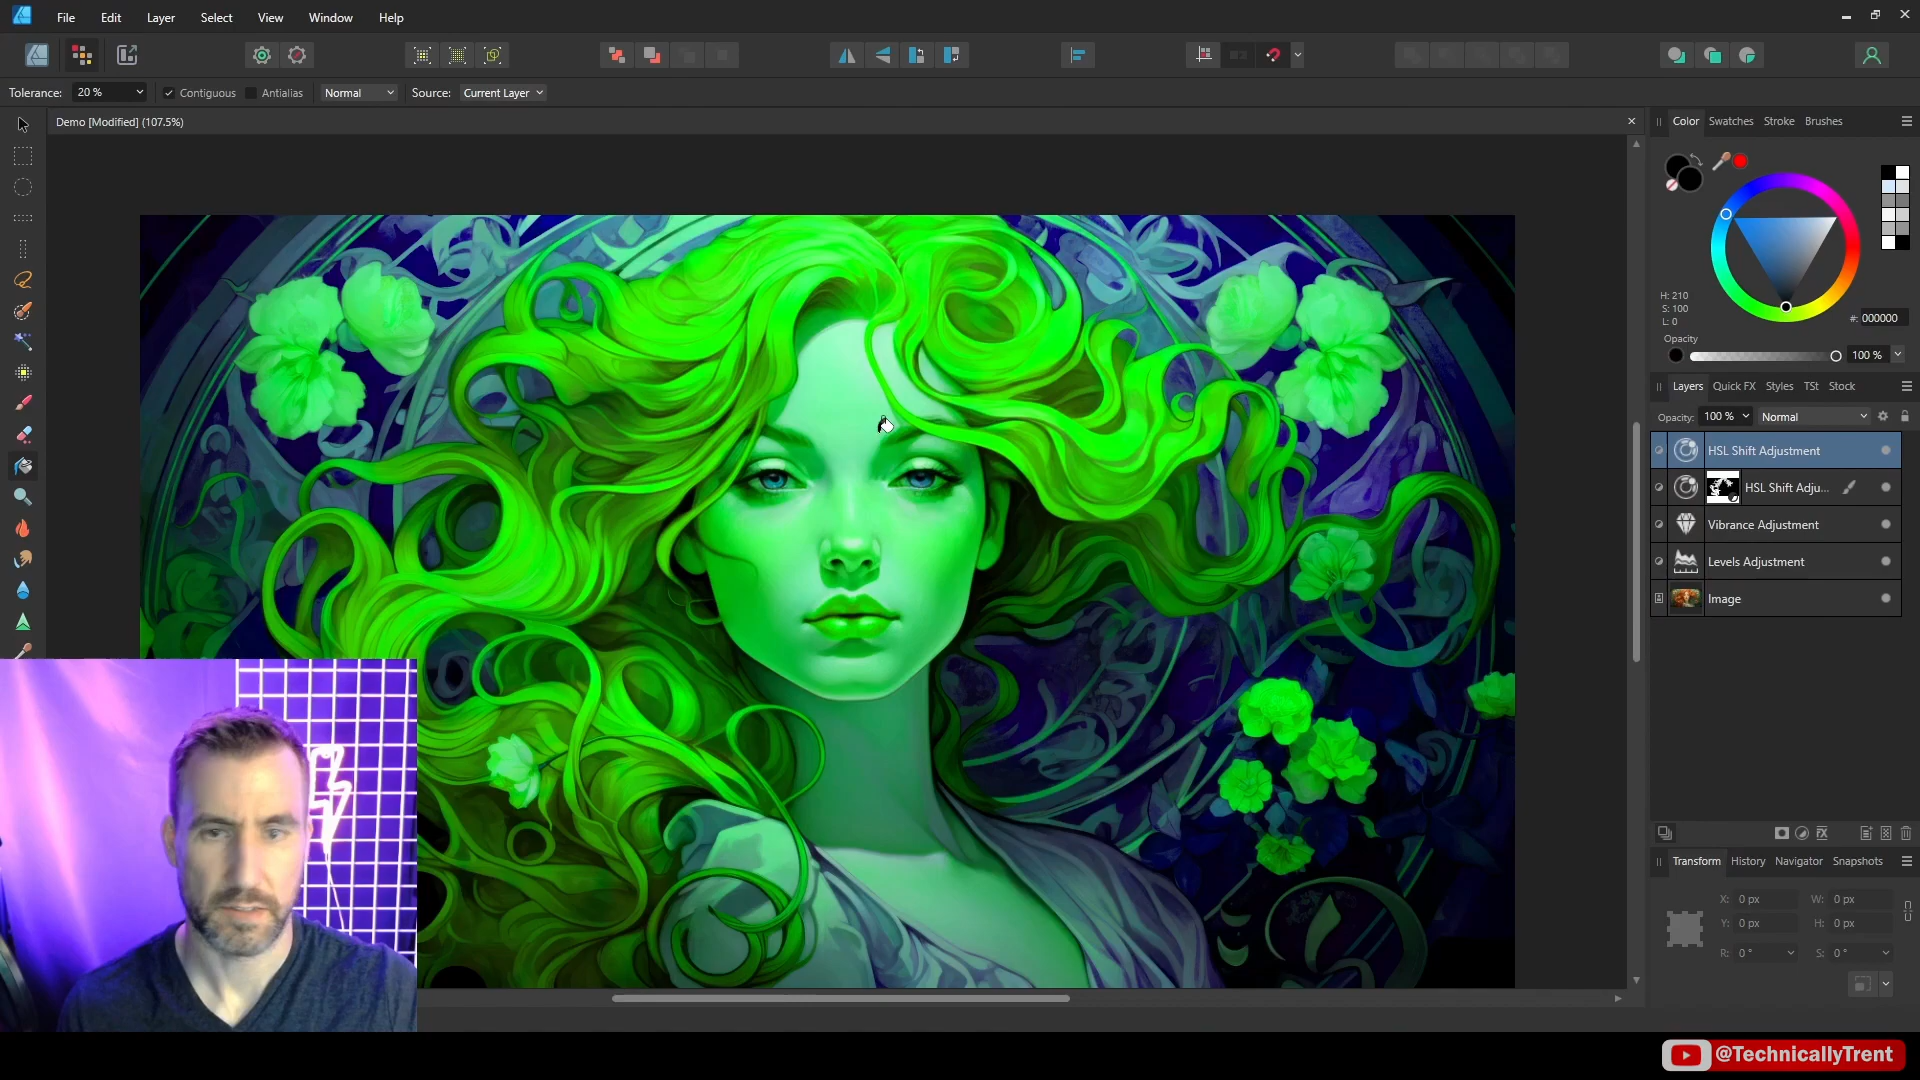 File Edit Layer Select View Window Help
Tolerance: 20 % Contiguous Antialias Normal Source: Current Layer
Demo [Modified] (107.5%)
Color Swatches Stroke Brushes
H: 210
S: 100
L: 0
#: 000000
Opacity
100 %
Layers Quick FX Styles TSt Stock
Opacity: 100 % Normal
HSL Shift Adjustment
HSL Shift Adju...
Vibrance Adjustment
Levels Adjustment
Image
Transform History Navigator Snapshots
X: 0 px W: 0 px
Y: 0 px H: 0 px
R: 0 ° S: 0 °
@TechnicallyTrent